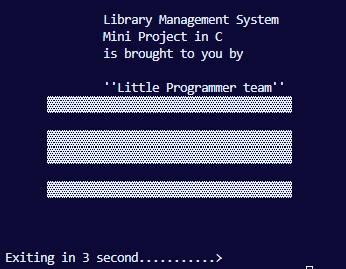 Library Management System
Mini Project in C
is brought to you by
''Little Programmer team''
Exiting in 3 second...........>